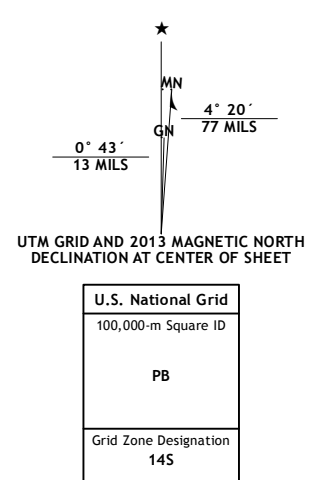 ★
MN
4° 20´
77 MILS
GN
0° 43´
13 MILS
UTM GRID AND 2013 MAGNETIC NORTH
DECLINATION AT CENTER OF SHEET
U.S. National Grid
100,000-m Square ID
PB
Grid Zone Designation
14S